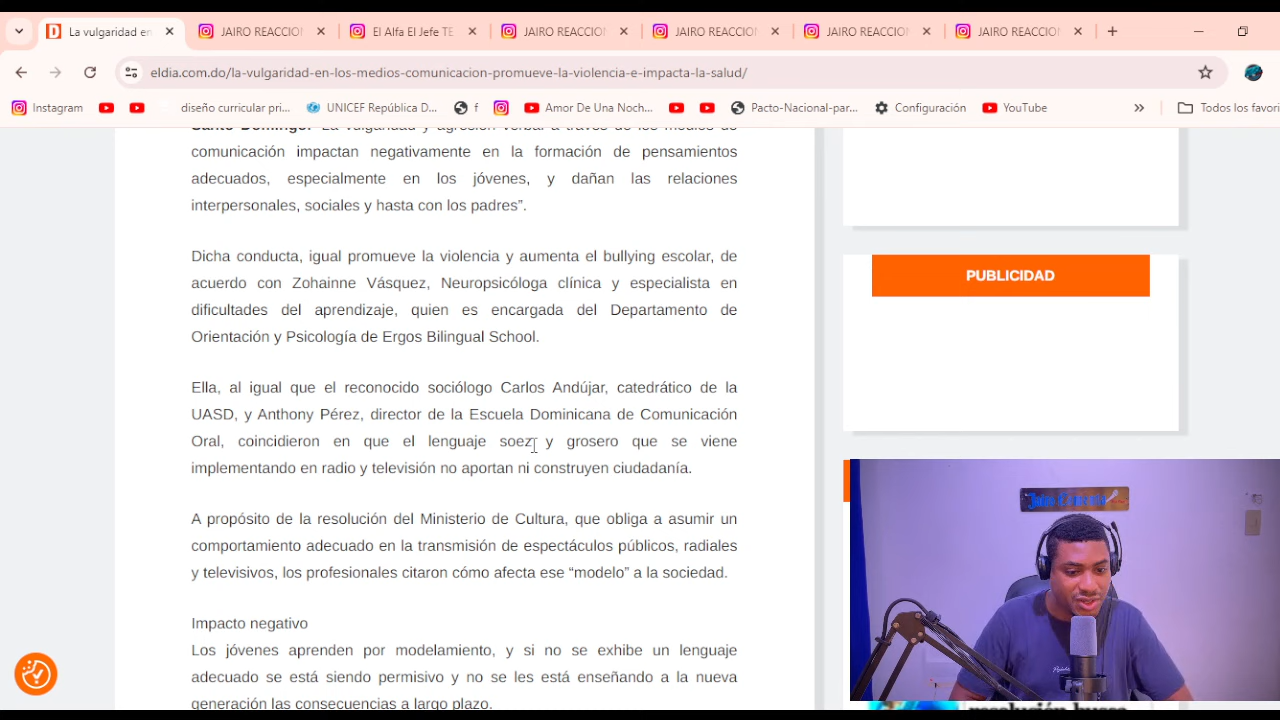 La vulgaridad en
JAIRO REACCIO
El Alfa El Jefe TE
JAIRO REACCIO
JAIRO REACCIO
JAIRO REACCIO
JAIRO REACCIO
eldia.com.do/la-vulgaridad-en-los-medios-comunicacion-promueve-la-violencia-e-impacta-la-salud/
Instagram
diseño curricular pri...
UNICEF República D...
f
Amor De Una Noch...
Pacto-Nacional-par...
Configuración
YouTube
Todos los favori
Santo Domingo.-“La vulgaridad y agresión verbal a través de los medios de
comunicación impactan negativamente en la formación de pensamientos
adecuados, especialmente en los jóvenes, y dañan las relaciones
interpersonales, sociales y hasta con los padres”.
Dicha conducta, igual promueve la violencia y aumenta el bullying escolar, de
acuerdo con Zohainne Vásquez, Neuropsicóloga clínica y especialista en
dificultades del aprendizaje, quien es encargada del Departamento de
Orientación y Psicología de Ergos Bilingual School.
Ella, al igual que el reconocido sociólogo Carlos Andújar, catedrático de la
UASD, y Anthony Pérez, director de la Escuela Dominicana de Comunicación
Oral, coincidieron en que el lenguaje soez y grosero que se viene
implementando en radio y televisión no aportan ni construyen ciudadanía.
A propósito de la resolución del Ministerio de Cultura, que obliga a asumir un
comportamiento adecuado en la transmisión de espectáculos públicos, radiales
y televisivos, los profesionales citaron cómo afecta ese “modelo” a la sociedad.
Impacto negativo
Los jóvenes aprenden por modelamiento, y si no se exhibe un lenguaje
adecuado se está siendo permisivo y no se les está enseñando a la nueva
generación las consecuencias a largo plazo.
PUBLICIDAD